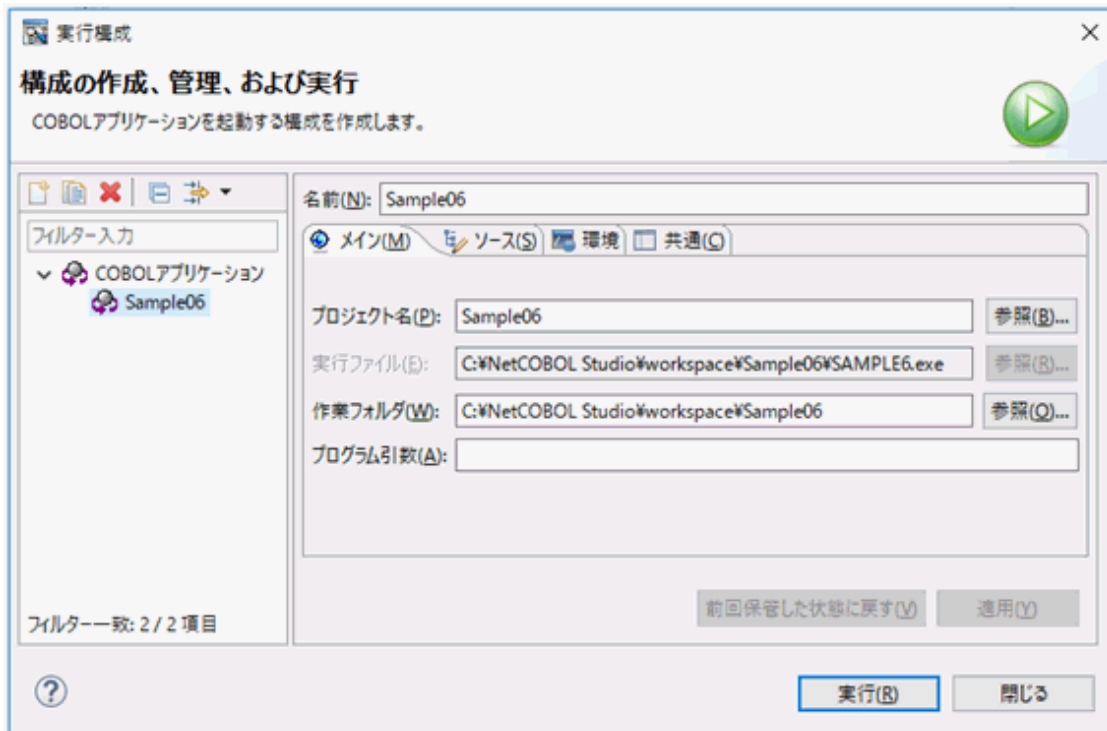 実行構成
構成の作成、管理、および実行
COBOLアプリケーションを起動する構成を作成します。
名前(N): Sample06
フィルター入力
メイン(M) ソース(S) 環境 共通(C)
COBOLアプリケーション
Sample06
プロジェクト名(P): Sample06 参照(B)...
実行ファイル(E): C:¥NetCOBOL Studio¥workspace¥Sample06¥SAMPLE6.exe 参照(R)...
作業フォルダ(W): C:¥NetCOBOL Studio¥workspace¥Sample06 参照(O)...
プログラム引数(A):
前回保管した状態に戻す(V) 適用(Y)
フィルター一致: 2 / 2 項目
実行(R) 閉じる